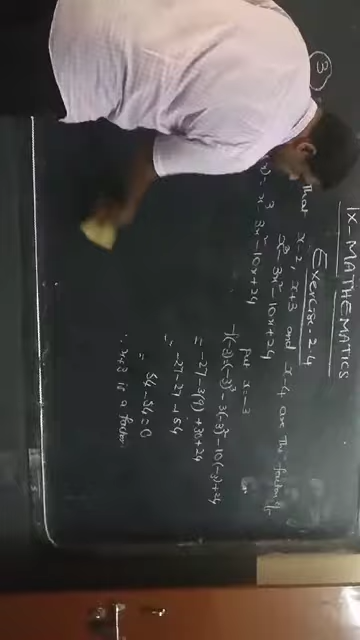 IX-MATHEMATICS
Exercise-2.4
③
that x-2, x+3 and x-4 are the factor of
x³-3x²-10x+24
= x³-3x²-10x+24
put x=-3
f(-3)=(-3)³-3(-3)²-10(-3)+24
= -27-3(9)+30+24
= -27-27+54
= 54-54=0
∴ x+3 is a factor.